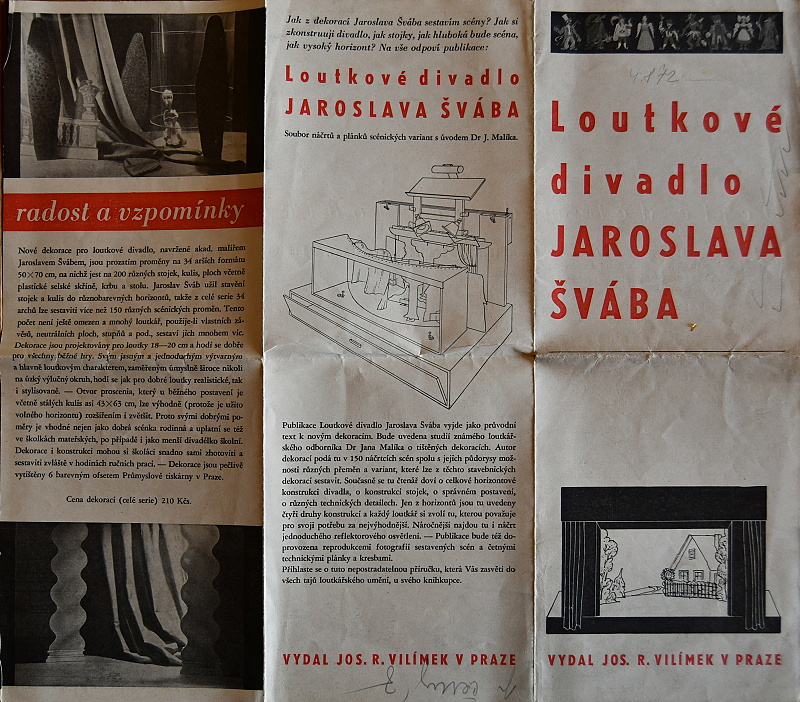 radost a vzpomínky
Nové dekorace pro loutkové divadlo, navržené akad. malířem
Jaroslavem Švábem, jsou prozatím proměny na 34 arších formátu
50×70 cm, na nichž jest na 200 různých stojek, kulis, ploch včetně
plastické selské skříně, krbu a stolu. Jaroslav Šváb užil stavění
stojek a kulis do různobarevných horizontů, takže z celé serie 34
archů lze sestaviti více než 150 různých scénických proměn. Tento
počet není ještě omezen a mnohý loutkář, použije-li vlastních zá-
věsů, neutrálních ploch, stupňů a pod., sestaví jich mnohem víc.
Dekorace jsou projektovány pro loutky 18—20 cm a hodí se dobře
pro všechny běžné hry. Svým jasným a jednoduchým výtvarným
a hlavně loutkovým charakterem, zaměřeným úmyslně široce nikoli
na úzký výlučný okruh, hodí se jak pro dobré loutky realistické, tak
i stylisované. — Otvor proscenia, který u běžného postavení je
včetně stálých kulis asi 43×63 cm, lze výhodně (protože je užito
volného horizontu) rozšířením i zvětšit. Proto svými dobrými po-
měry je vhodné nejen jako dobrá scénka rodinná a uplatní se též
ve školkách mateřských, po případě i jako menší divadélko školní.
Dekorace i konstrukci mohou si školáci snadno sami zhotoviti a
sestaviti zvláště v hodinách ručních prací. — Dekorace jsou pečlivě
vytištěny 6 barevným ofsetem Průmyslové tiskárny v Praze.
Cena dekorací (celé serie) 210 Kčs.
Jak z dekorací Jaroslava Švába sestavím scény? Jak si
zkonstruuji divadlo, jak stojky, jak hluboká bude scéna,
jak vysoký horizont? Na vše odpoví publikace:
Loutkové divadlo
JAROSLAVA ŠVÁBA
Soubor náčrtů a plánků scénických variant s úvodem Dr J. Malíka.
Publikace Loutkové divadlo Jaroslava Švába vyjde jako průvodní
text k novým dekoracím. Bude uvedena studií známého loutkář-
ského odborníka Dr Jana Malíka o tištěných dekoracích. Autor
dekorací podá tu v 150 náčrtcích scén spolu s jejich půdorysy mož-
nosti různých přeměn a variant, které lze z těchto stavebnických
dekorací sestavit. Současně se tu čtenář doví o celkové horizontové
konstrukci divadla, o konstrukci stojek, o správném postavení,
o různých technických detailech. Jen z horizontů jsou tu uvedeny
čtyři druhy konstrukcí a každý loutkář si zvolí tu, kterou považuje
pro svoji potřebu za nejvýhodnější. Náročnější najdou tu i náčrt
jednoduchého reflektorového osvětlení. — Publikace bude též do-
provozena reprodukcemi fotografií sestavených scén a četnými
technickými plánky a kresbami.
Přihlaste se o tuto nepostradatelnou příručku, která Vás zasvětí do
všech tajů loutkářského umění, u svého knihkupce.
VYDAL JOS. R. VILÍMEK V PRAZE
Loutkové
divadlo
JAROSLAVA
ŠVÁBA
VYDAL JOS. R. VILÍMEK V PRAZE